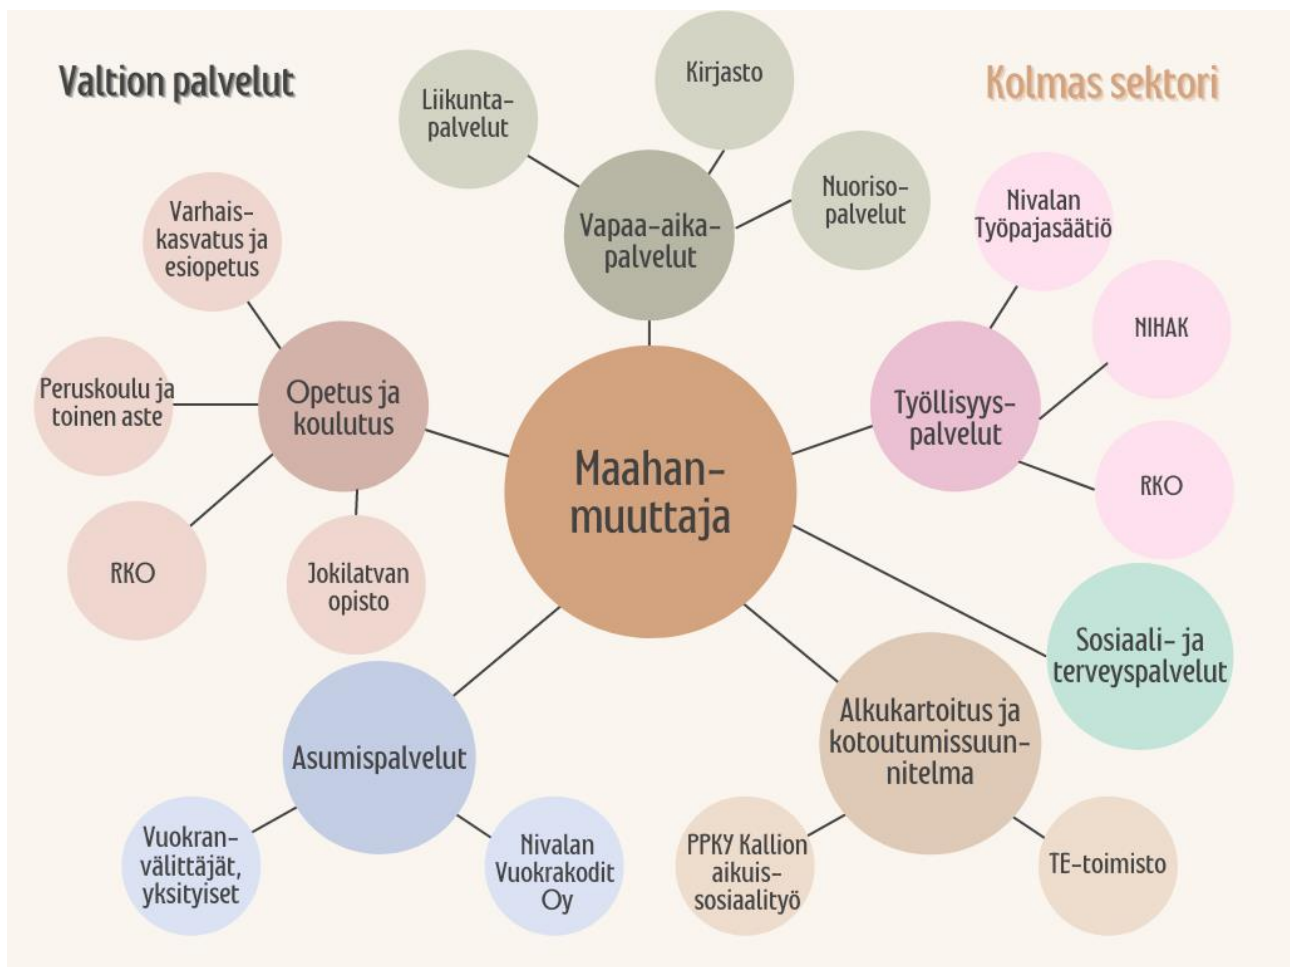 Valtion palvelut
Kolmas sektori
Liikunta-
palvelut
Kirjasto
Nuoriso-
palvelut
Vapaa-aika-
palvelut
Varhais-
kasvatus ja
esiopetus
Peruskoulu ja
toinen aste
Opetus ja
koulutus
RKO
Jokilatvan
opisto
Maahan-
muuttaja
Nivalan
Työpajasäätiö
NIHAK
Työllisyys-
palvelut
RKO
Sosiaali- ja
terveyspalvelut
Asumispalvelut
Vuokran-
välittäjät,
yksityiset
Nivalan
Vuokrakodit
Oy
Alkukartoitus ja
kotoutumissuun-
nitelma
PPKY Kallion
aikuis-
sosiaalityö
TE-toimisto